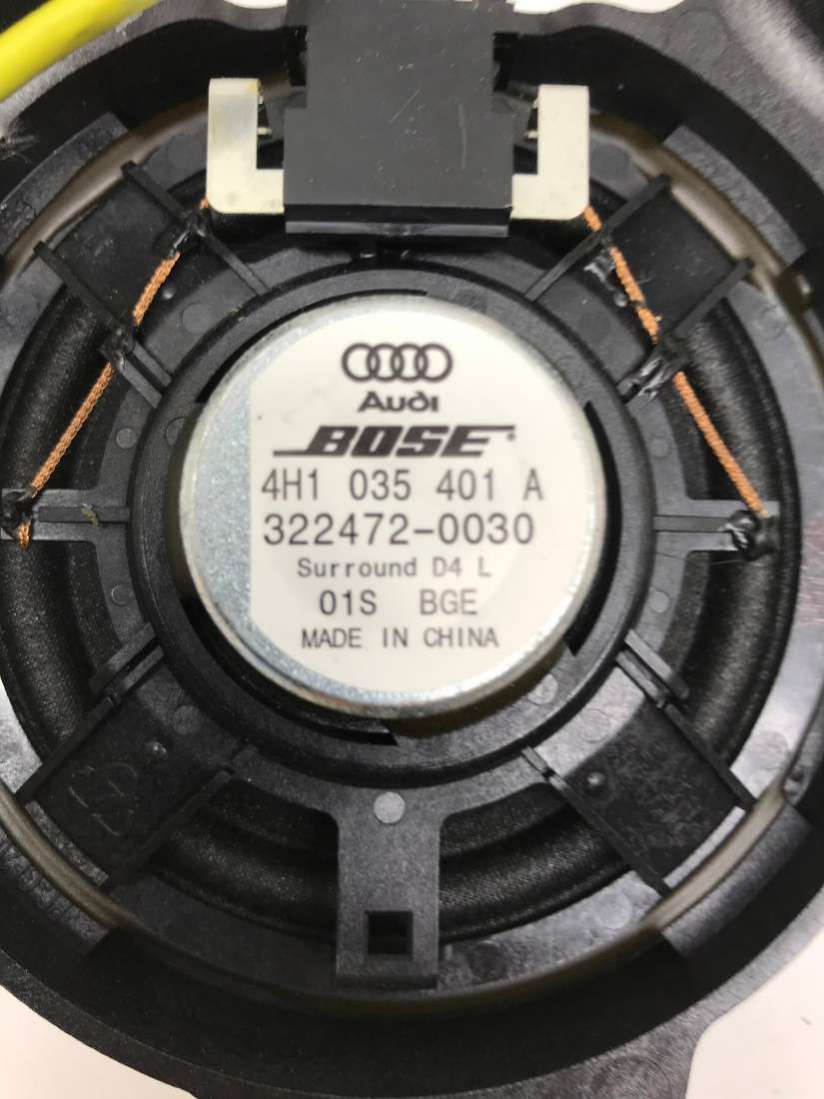 Audi
BOSE®
4H1 035 401 A
322472-0030
Surround D4 L
01S BGE
MADE IN CHINA